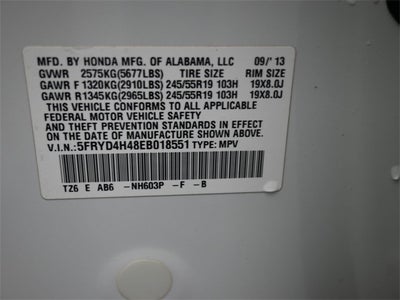 MFD. BY HONDA MFG. OF ALABAMA, LLC 09/' 13
GVWR 2575KG(5677LBS) TIRE SIZE RIM SIZE
GAWR F 1320KG(2910LBS) 245/55R19 103H 19X8.0J
GAWR R 1345KG(2965LBS) 245/55R19 103H 19X8.0J
THIS VEHICLE CONFORMS TO ALL APPLICABLE
FEDERAL MOTOR VEHICLE SAFETY
AND THEFT PREVENTION STANDARDS IN EFFECT
ON THE DATE OF MANUFACTURE SHOWN ABOVE.
V.I.N.: 5FRYD4H48EB018551 TYPE: MPV
TZ6 E AB6 -NH603P -F -B